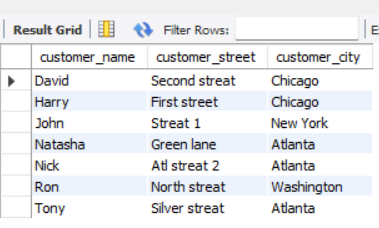 Result Grid Filter Rows:
customer_name customer_street customer_city
David Second streat Chicago
Harry First street Chicago
John Streat 1 New York
Natasha Green lane Atlanta
Nick Atl streat 2 Atlanta
Ron North streat Washington
Tony Silver streat Atlanta